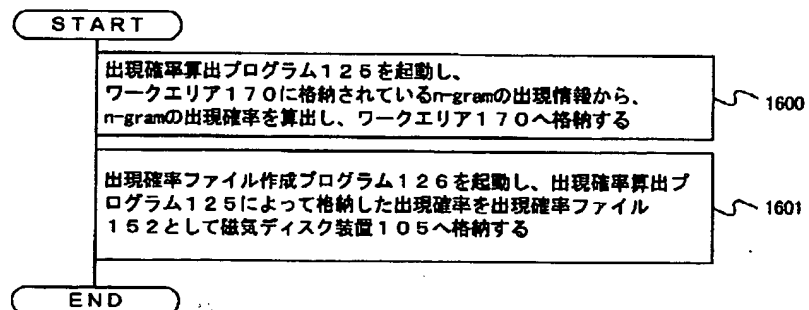 START
出現確率算出プログラム125を起動し、
ワークエリア170に格納されているn-gramの出現情報から、
n-gramの出現確率を算出し、ワークエリア170へ格納する
1600
出現確率ファイル作成プログラム126を起動し、出現確率算出プ
ログラム125によって格納した出現確率を出現確率ファイル
152として磁気ディスク装置105へ格納する
1601
END